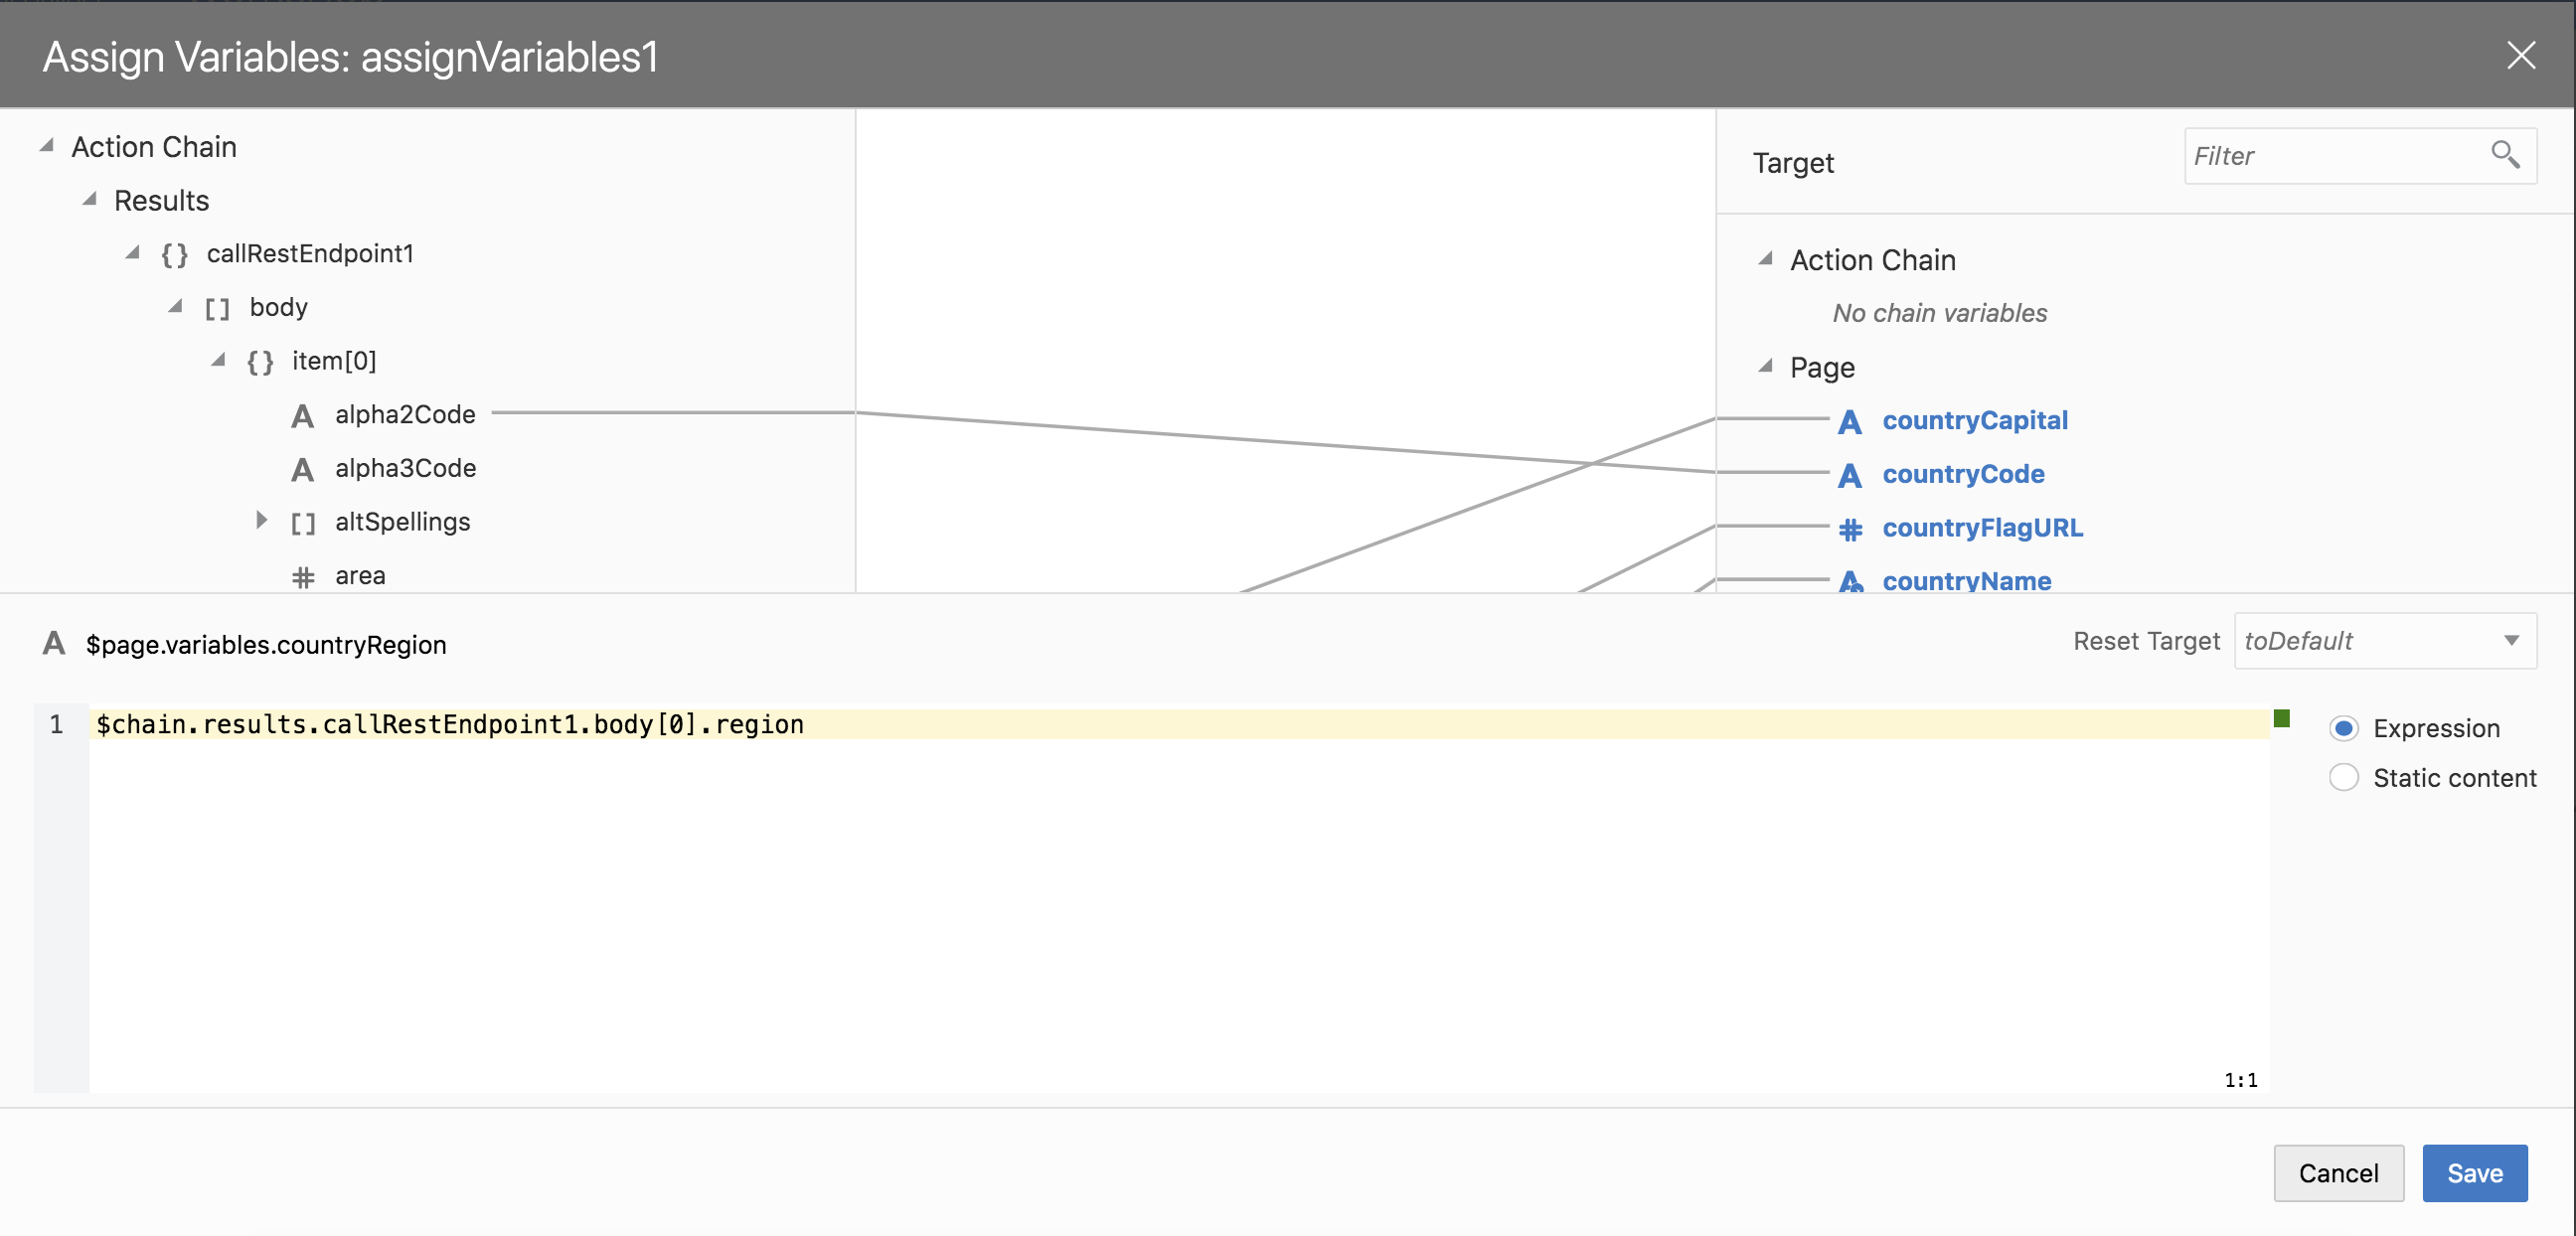 Assign Variables: assignVariables1
Action Chain
Results
{} callRestEndpoint1
[] body
{} item[0]
A alpha2Code
A alpha3Code
[] altSpellings
# area
Target
Filter
Action Chain
No chain variables
Page
A countryCapital
A countryCode
# countryFlagURL
A countryName
A $page.variables.countryRegion
Reset Target toDefault
1 $chain.results.callRestEndpoint1.body[0].region
Expression
Static content
1:1
Cancel
Save